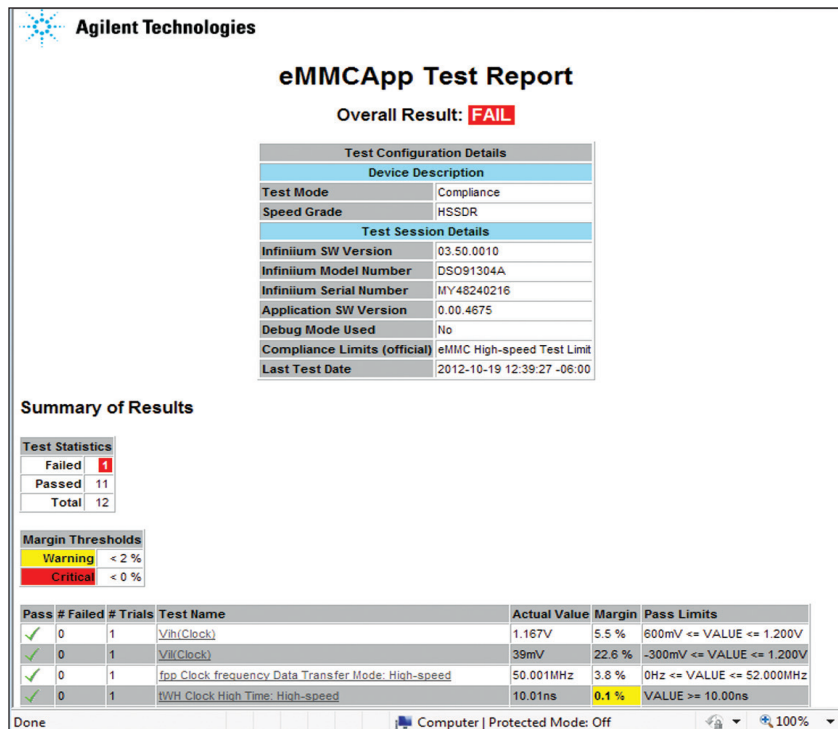 Agilent Technologies
eMMCApp Test Report
Overall Result: FAIL
Test Configuration Details
Device Description
Test Mode Compliance
Speed Grade HSSDR
Test Session Details
Infiniium SW Version 03.50.0010
Infiniium Model Number DSO91304A
Infiniium Serial Number MY48240216
Application SW Version 0.00.4675
Debug Mode Used No
Compliance Limits (official) eMMC High-speed Test Limit
Last Test Date 2012-10-19 12:39:27 -06:00
Summary of Results
Test Statistics
Failed 1
Passed 11
Total 12
Margin Thresholds
Warning < 2 %
Critical < 0 %
Pass # Failed # Trials Test Name Actual Value Margin Pass Limits
0 1 Vih(Clock) 1.167V 5.5 % 600mV <= VALUE <= 1.200V
0 1 Vil(Clock) 39mV 22.6 % -300mV <= VALUE <= 1.200V
0 1 fpp Clock frequency Data Transfer Mode: High-speed 50.001MHz 3.8 % 0Hz <= VALUE <= 52.000MHz
0 1 tWH Clock High Time: High-speed 10.01ns 0.1 % VALUE >= 10.00ns
Done Computer | Protected Mode: Off 100%